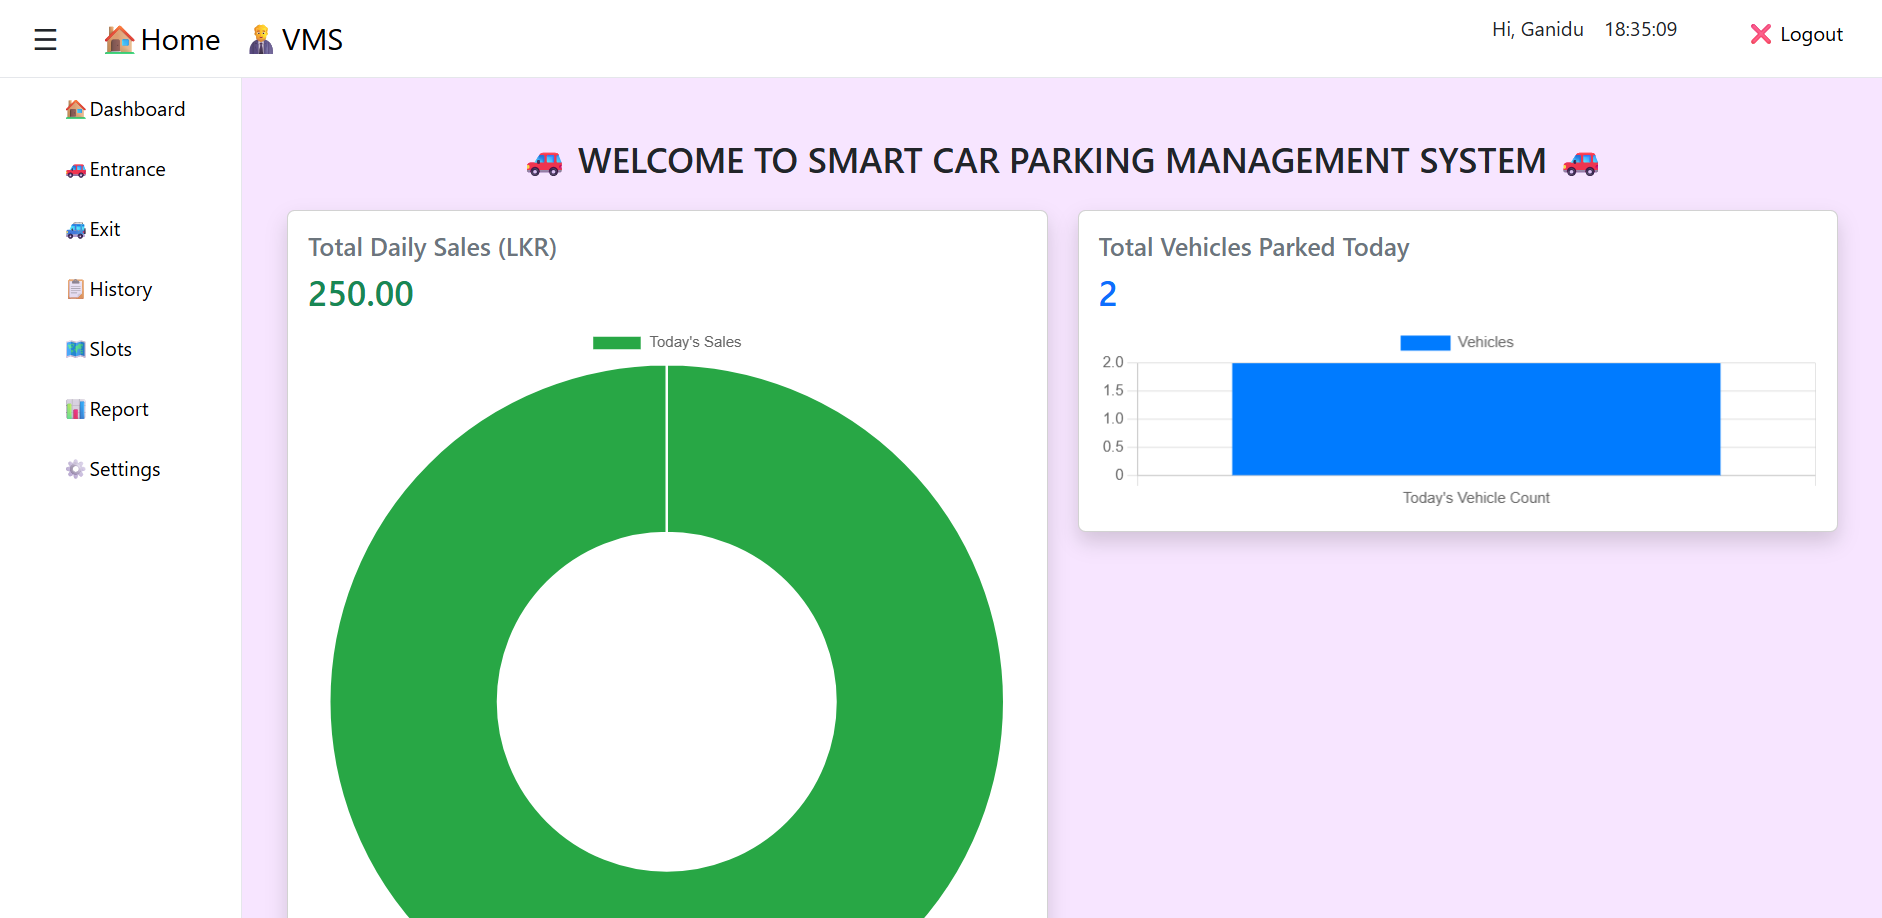 ☰ 🏠Home 👨‍💼VMS Hi, Ganidu 18:35:09 ❌ Logout
🏠Dashboard
🚗Entrance
🚙Exit
📋History
🗺️Slots
📊Report
⚙️Settings
🚗 WELCOME TO SMART CAR PARKING MANAGEMENT SYSTEM 🚗
Total Daily Sales (LKR)
250.00
Today's Sales
Total Vehicles Parked Today
2
Vehicles
2.0
1.5
1.0
0.5
0
Today's Vehicle Count